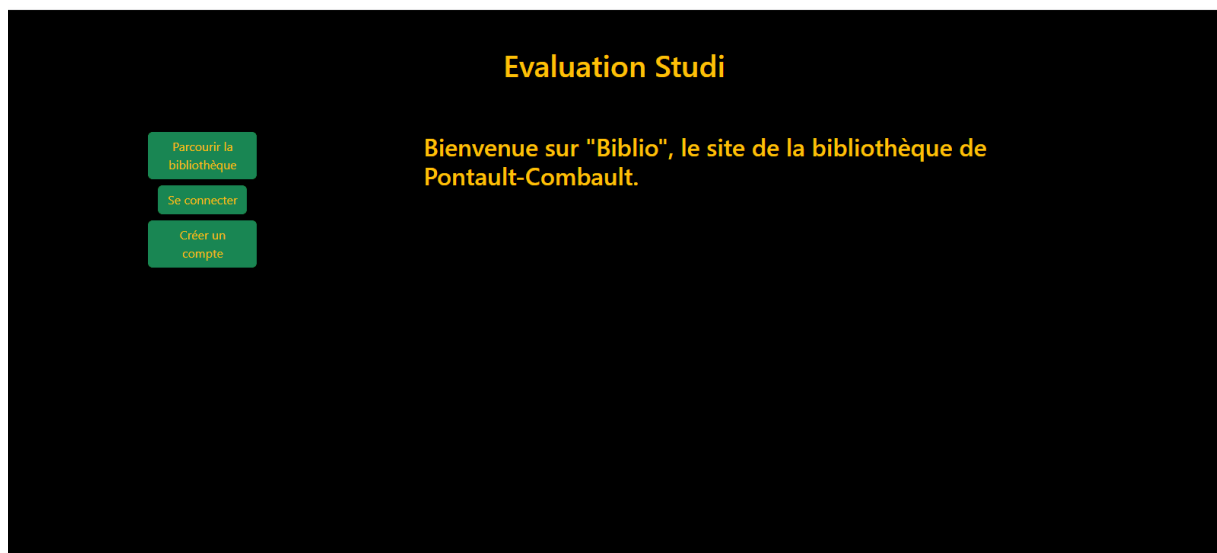 Evaluation Studi
Parcourir la
bibliothèque
Se connecter
Créer un
compte
Bienvenue sur "Biblio", le site de la bibliothèque de
Pontault-Combault.